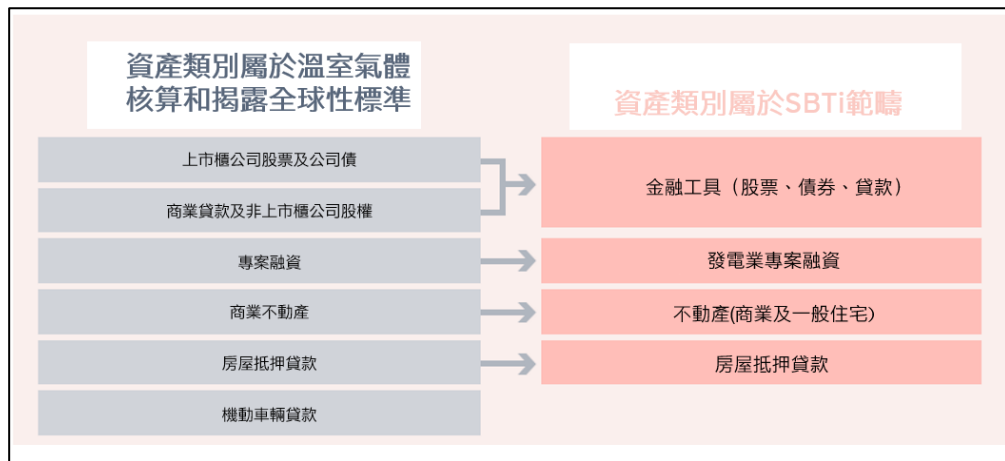 資產類別屬於溫室氣體
核算和揭露全球性標準
資產類別屬於SBTi範疇
上市櫃公司股票及公司債
商業貸款及非上市櫃公司股權
金融工具（股票、債券、貸款）
專案融資
發電業專案融資
商業不動產
不動產(商業及一般住宅)
房屋抵押貸款
房屋抵押貸款
機動車輛貸款